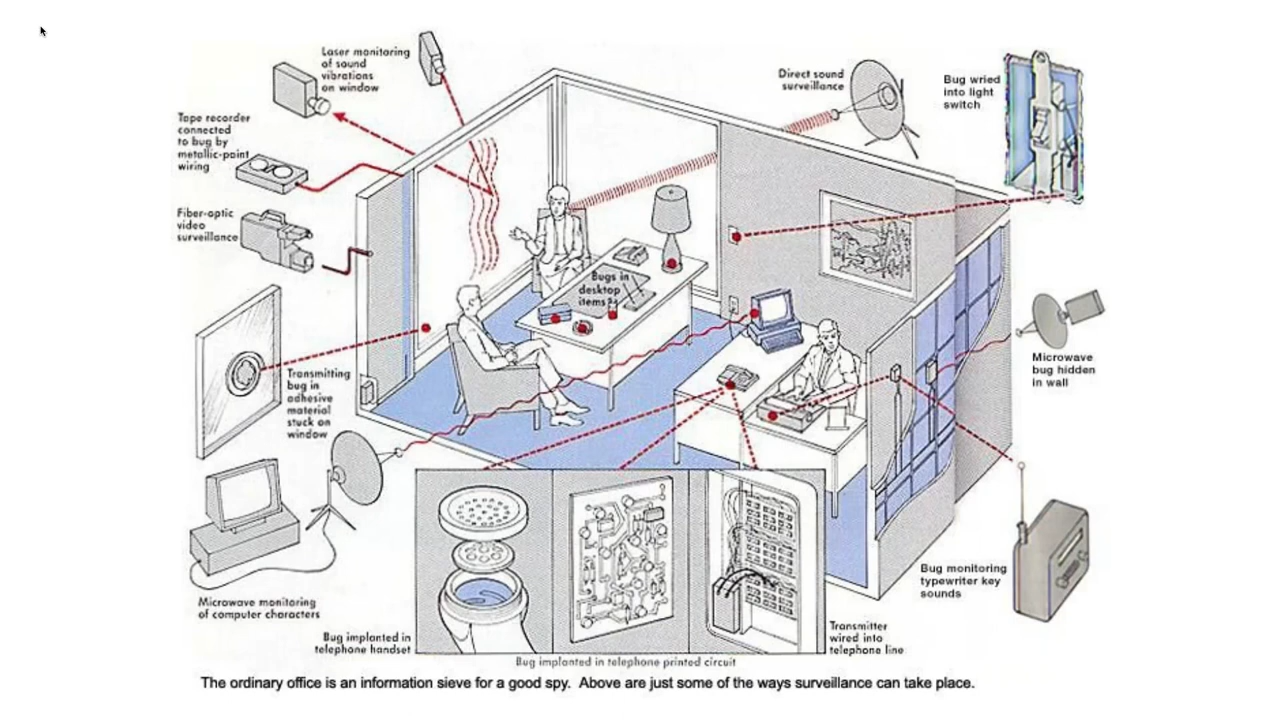 Laser monitoring
of sound
vibrations
on window
Direct sound
surveillance
Bug wried
into light
switch
Tape recorder
connected
to bug by
metallic-paint
wiring
Fiber-optic
video
surveillance
Bugs in
desktop
items
Transmitting
bug in
adhesive
material
stuck on
window
Microwave
bug hidden
in wall
Microwave monitoring
of computer characters
Bug monitoring
typewriter key
sounds
Bug implanted in
telephone handset
Transmitter
wired into
telephone line
Bug implanted in telephone printed circuit
The ordinary office is an information sieve for a good spy. Above are just some of the ways surveillance can take place.